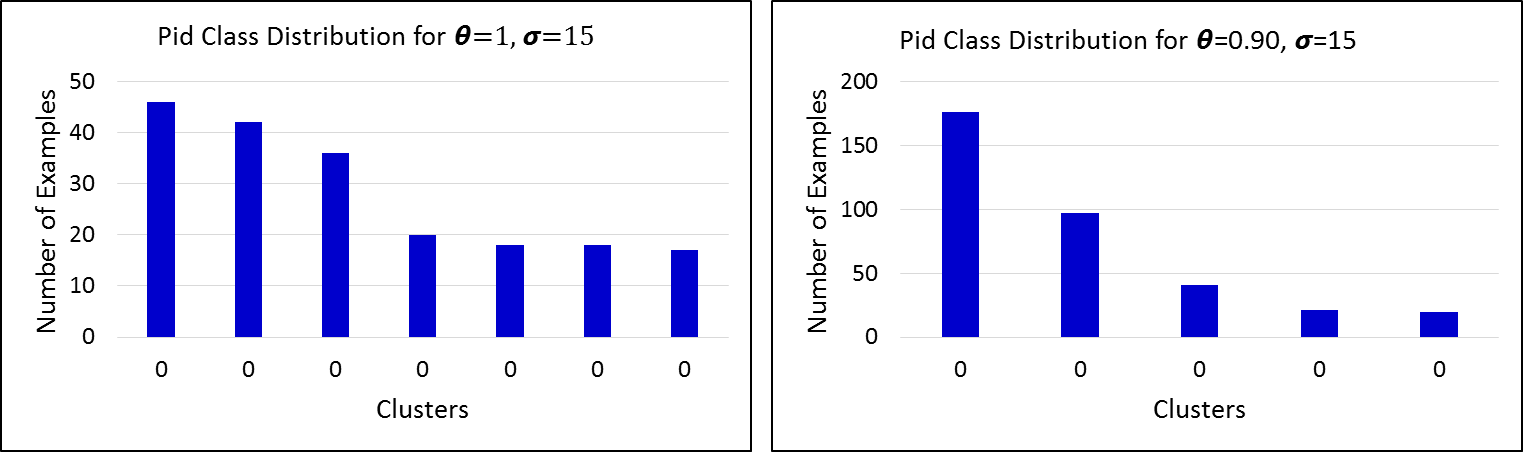 Pid Class Distribution for 𝜽=1, 𝝈=15
Number of Examples
50
40
30
20
10
0
0 0 0 0 0 0 0
Clusters
Pid Class Distribution for 𝜽=0.90, 𝝈=15
Number of Examples
200
150
100
50
0
0 0 0 0 0
Clusters